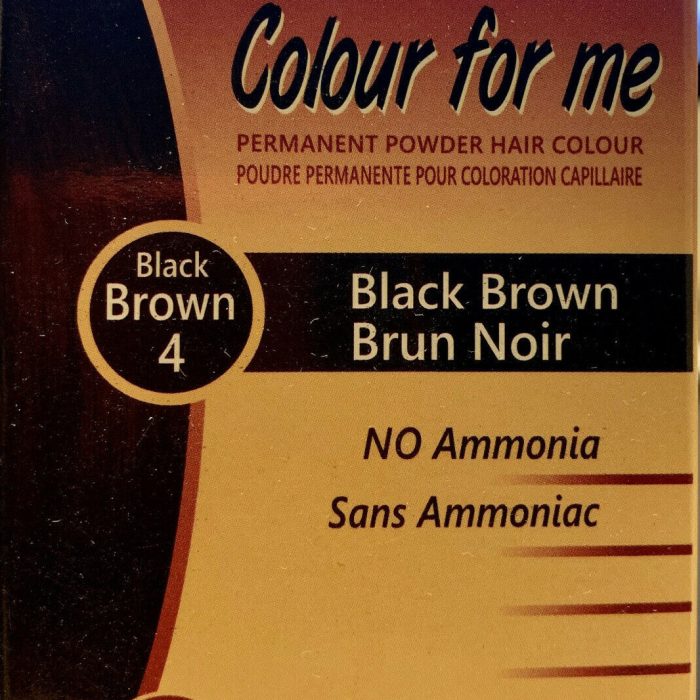 Colour for me
PERMANENT POWDER HAIR COLOUR
POUDRE PERMANENTE POUR COLORATION CAPILLAIRE
Black
Brown
4
Black Brown
Brun Noir
NO Ammonia
Sans Ammoniac